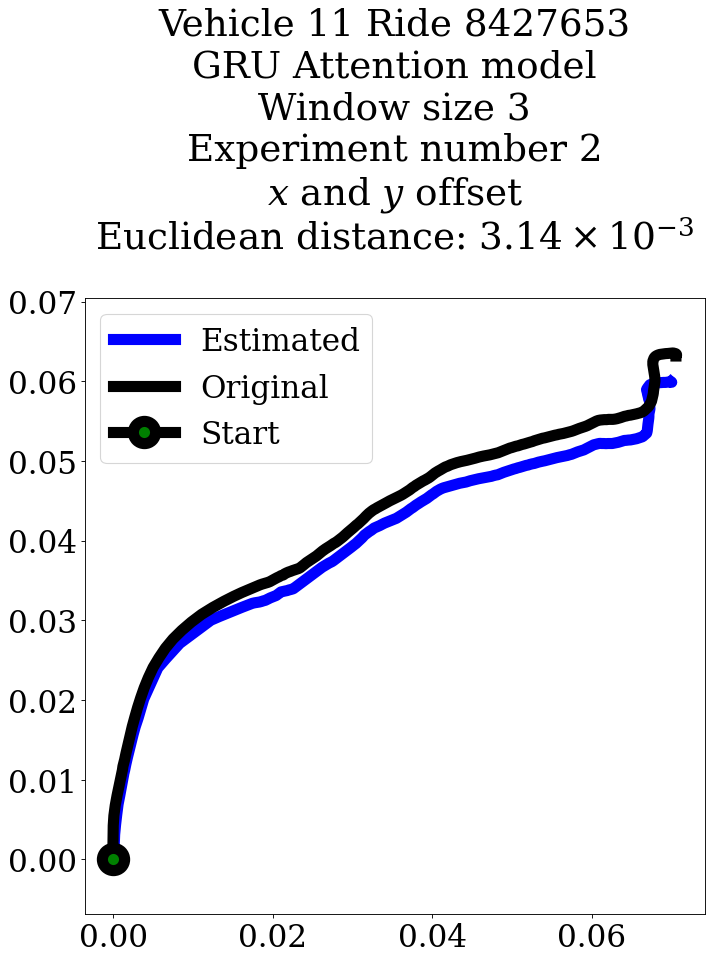 Vehicle 11 Ride 8427653
GRU Attention model
Window size 3
Experiment number 2
x and y offset
Euclidean distance: 3.14 × 10⁻³
0.07
0.06
0.05
0.04
0.03
0.02
0.01
0.00
Estimated
Original
Start
0.00 0.02 0.04 0.06